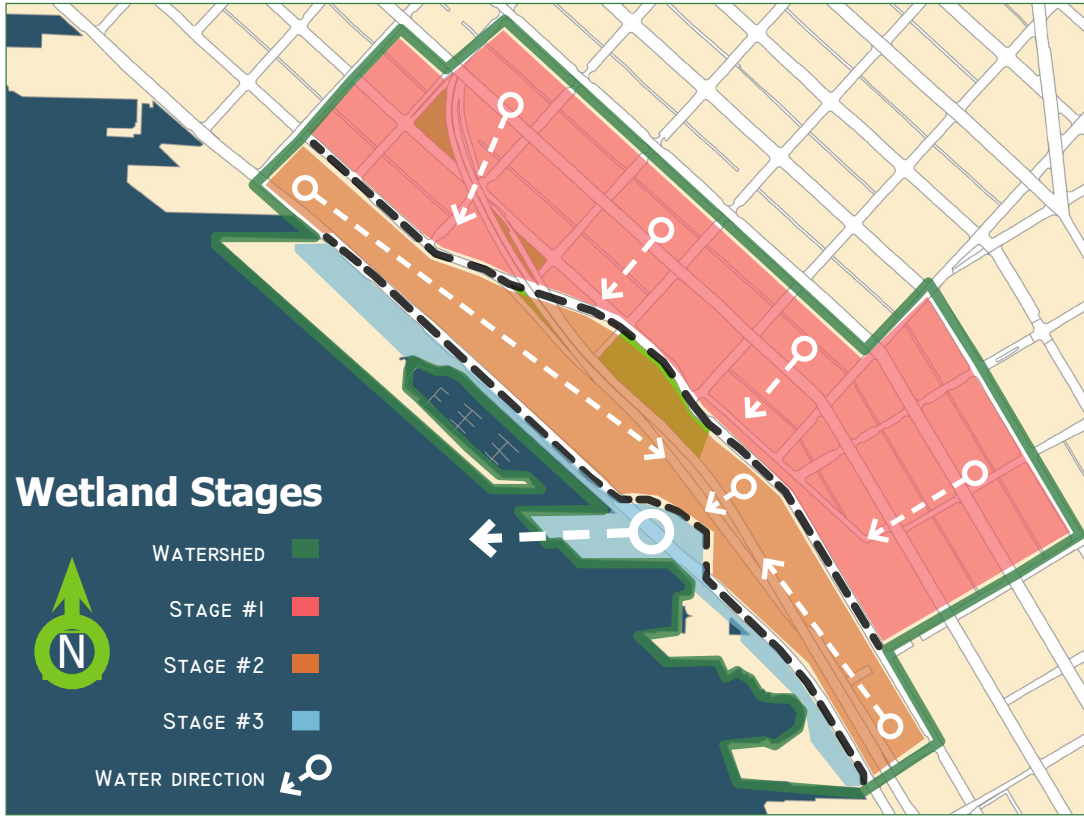 Wetland Stages
WATERSHED
STAGE #1
STAGE #2
STAGE #3
WATER DIRECTION
N